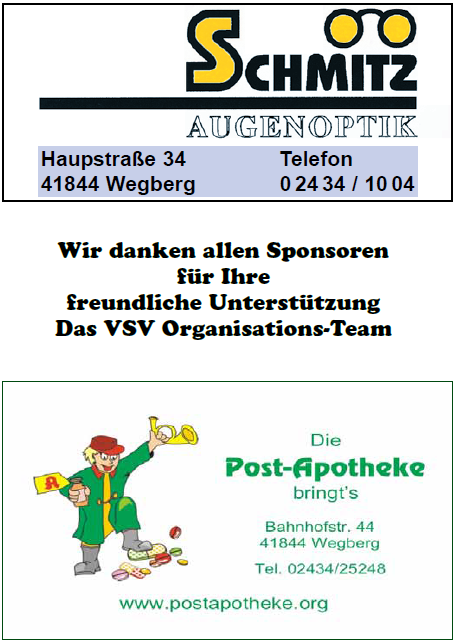 SCHMITZ
AUGENOPTIK
Haupstraße 34 Telefon
41844 Wegberg 0 24 34 / 10 04
Wir danken allen Sponsoren
für Ihre
freundliche Unterstützung
Das VSV Organisations-Team
Die
Post-Apotheke
bringt's
A
Bahnhofstr. 44
41844 Wegberg
Tel. 02434/25248
www.postapotheke.org